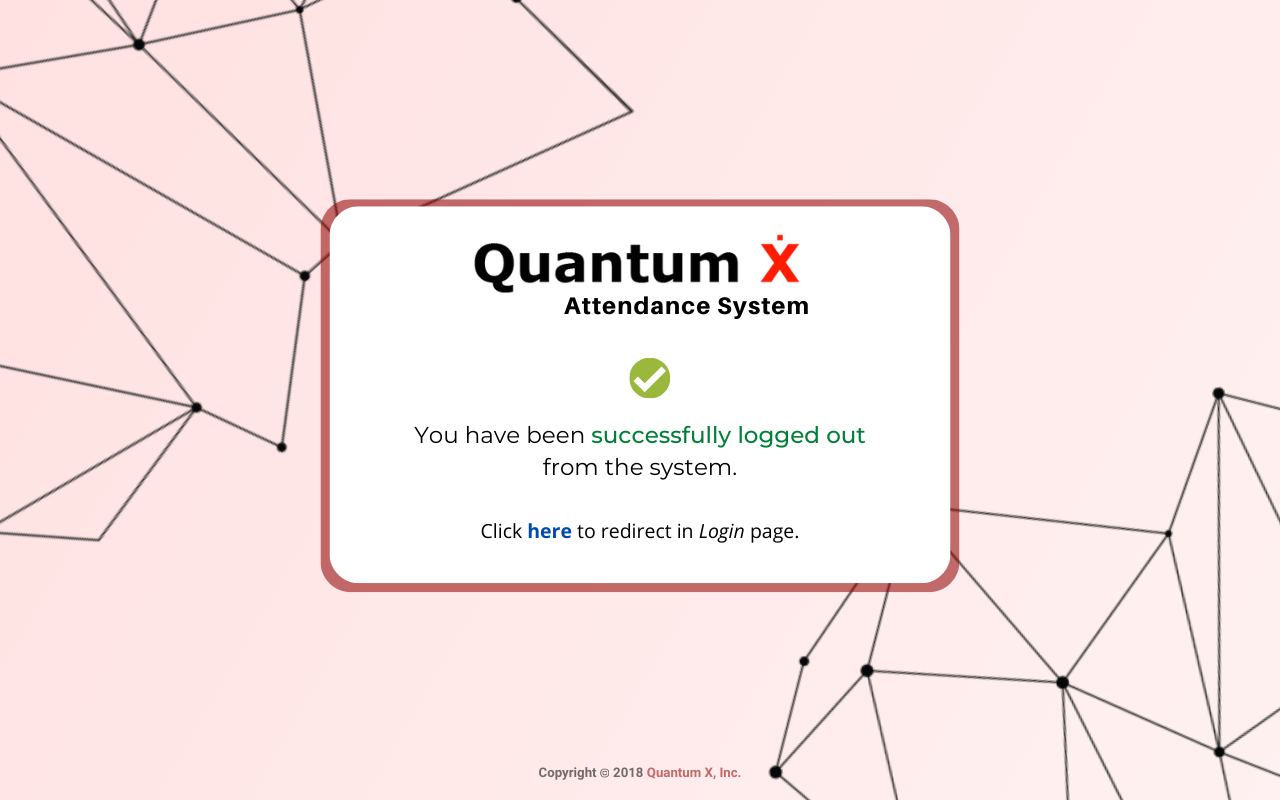 Quantum Ẋ
Attendance System
You have been successfully logged out
from the system.
Click here to redirect in Login page.
Copyright © 2018 Quantum X, Inc.